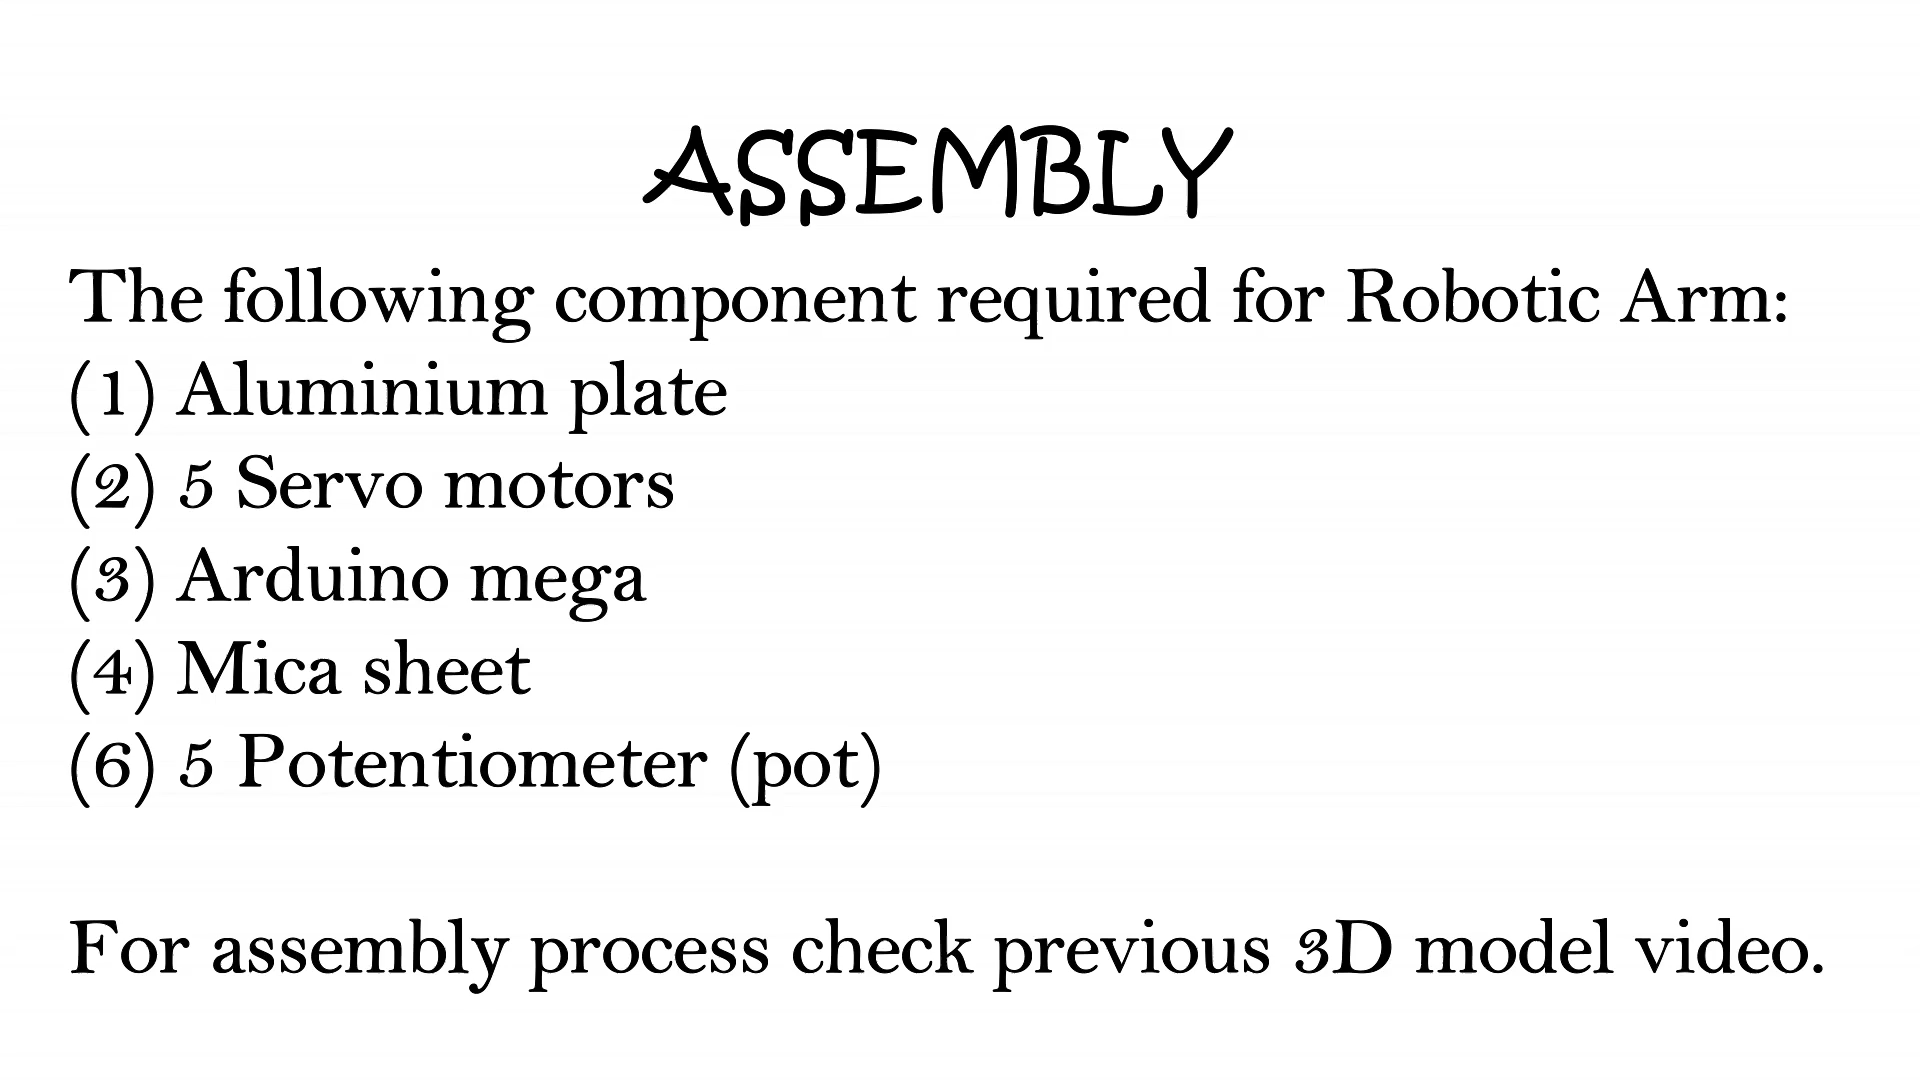 ASSEMBLY
The following component required for Robotic Arm:
(1) Aluminium plate
(2) 5 Servo motors
(3) Arduino mega
(4) Mica sheet
(6) 5 Potentiometer (pot)
For assembly process check previous 3D model video.